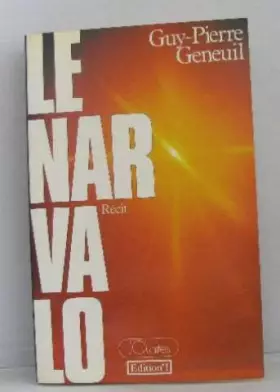 Guy-Pierre
Geneuil
LE
NAR
VA
LO
Récit
Edition°1